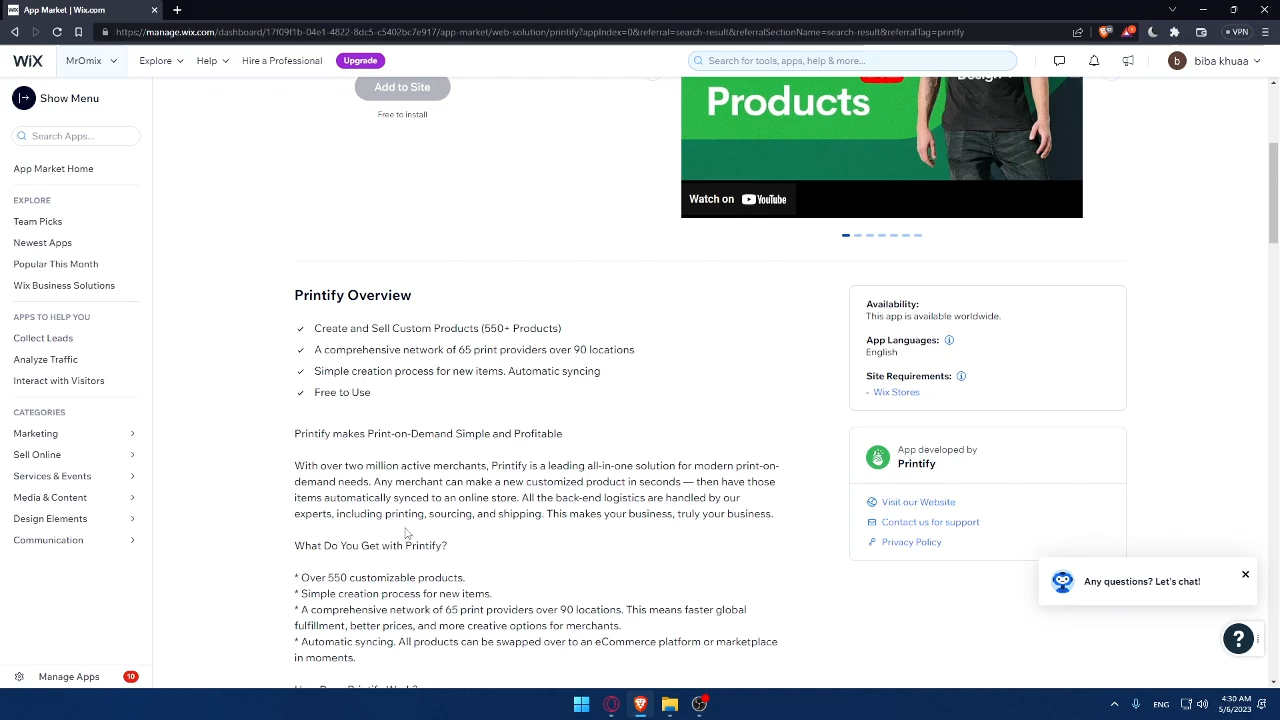 App Market | Wix.com
https://manage.wix.com/dashboard/17f09f1b-04e1-4822-8dc5-c5402bc7e917/app-market/web-solution/printify?appIndex=0&referral=search-result&referralSectionName=search-result&referralTag=printfy
VPN
WiX
MrOmix
Explore
Help
Hire a Professional
Upgrade
Search for tools, apps, help & more...
b
biba khuaa
Show Menu
Search Apps...
App Market Home
EXPLORE
Team Picks
Newest Apps
Popular This Month
Wix Business Solutions
APPS TO HELP YOU
Collect Leads
Analyze Traffic
Interact with Visitors
CATEGORIES
Marketing
Sell Online
Services & Events
Media & Content
Design Elements
Communication
Manage Apps
10
Add to Site
Free to install
Design
Products
Watch on YouTube
Printify Overview
Create and Sell Custom Products (550+ Products)
A comprehensive network of 65 print providers over 90 locations
Simple creation process for new items. Automatic syncing
Free to Use
Printify makes Print-on-Demand Simple and Profitable
With over two million active merchants, Printify is a leading all-in-one solution for modern print-on-
demand needs. Any merchant can make a new customized product in seconds — then have those
items automatically synced to an online store. All the back-end logistics are handled by our
experts, including printing, sourcing, and shipping. This makes your business, truly your business.
What Do You Get with Printify?
* Over 550 customizable products.
* Simple creation process for new items.
* A comprehensive network of 65 print providers over 90 locations. This means faster global
fulfillment, better prices, and more creative options for merchants.
* Automatic syncing. All products can be swapped over to an eCommerce platform or marketplace
in moments.
Availability:
This app is available worldwide.
App Languages:
English
Site Requirements:
- Wix Stores
App developed by
Printify
Visit our Website
Contact us for support
Privacy Policy
Any questions? Let's chat!
?
ENG
4:30 AM
5/6/2023